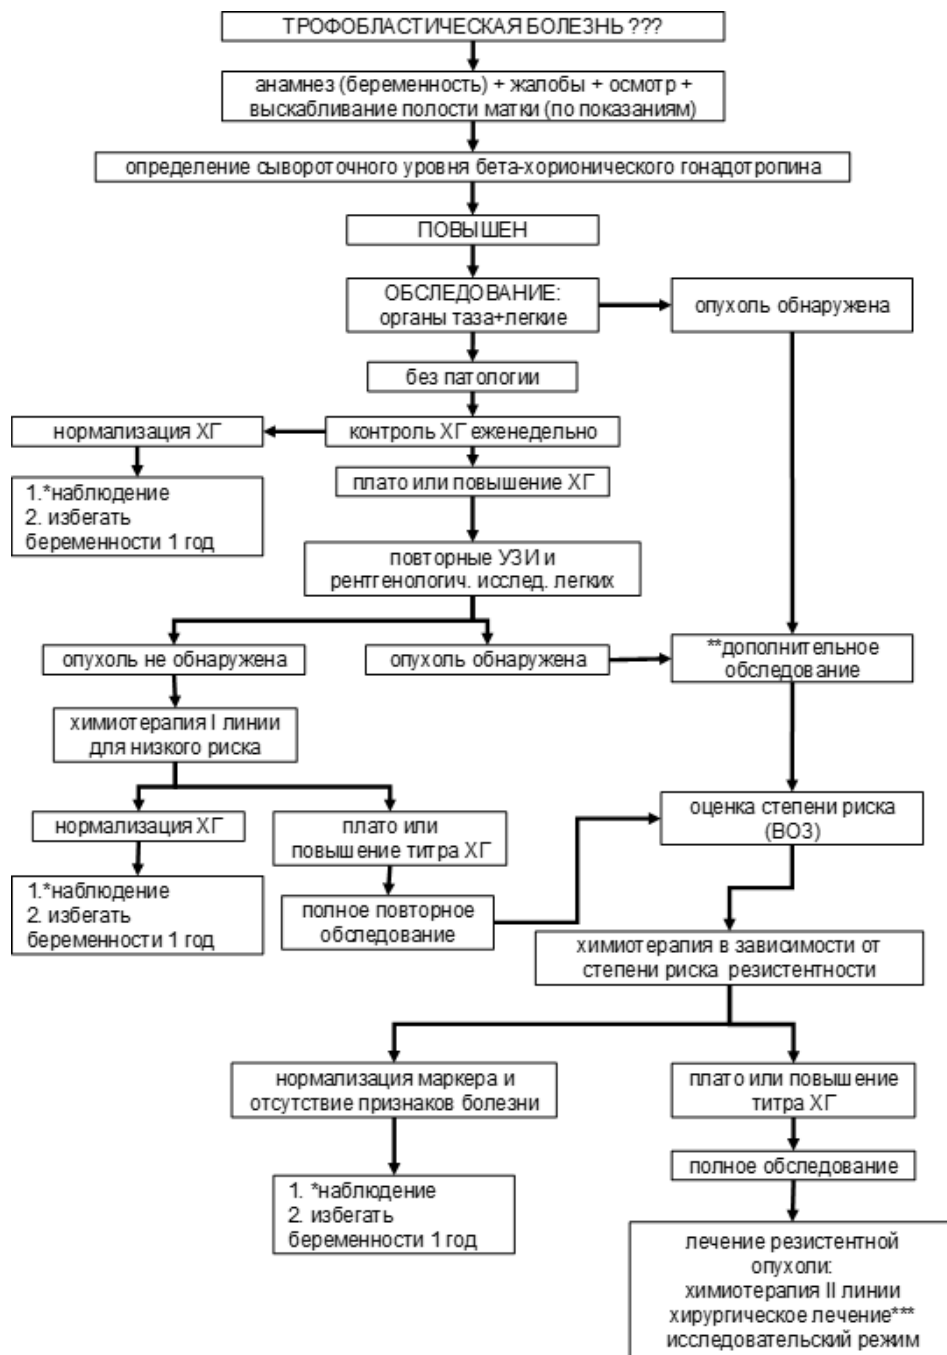 ТРОФОБЛАСТИЧЕСКАЯ БОЛЕЗНЬ ???
анамнез (беременность) + жалобы + осмотр +
выскабливание полости матки (по показаниям)
определение сывороточного уровня бета-хорионического гонадотропина
ПОВЫШЕН
ОБСЛЕДОВАНИЕ:
органы таза+легкие
опухоль обнаружена
без патологии
нормализация ХГ
контроль ХГ еженедельно
1.*наблюдение
2. избегать
беременности 1 год
плато или повышение ХГ
повторные УЗИ и
рентгенологич. исслед. легких
опухоль не обнаружена
опухоль обнаружена
**дополнительное
обследование
химиотерапия I линии
для низкого риска
нормализация ХГ
плато или
повышение титра ХГ
оценка степени риска
(ВОЗ)
1.*наблюдение
2. избегать
беременности 1 год
полное повторное
обследование
химиотерапия в зависимости от
степени риска резистентности
нормализация маркера и
отсутствие признаков болезни
плато или повышение
титра ХГ
1. *наблюдение
2. избегать
беременности 1 год
полное обследование
лечение резистентной
опухоли:
химиотерапия II линии
хирургическое лечение***
исследовательский режим